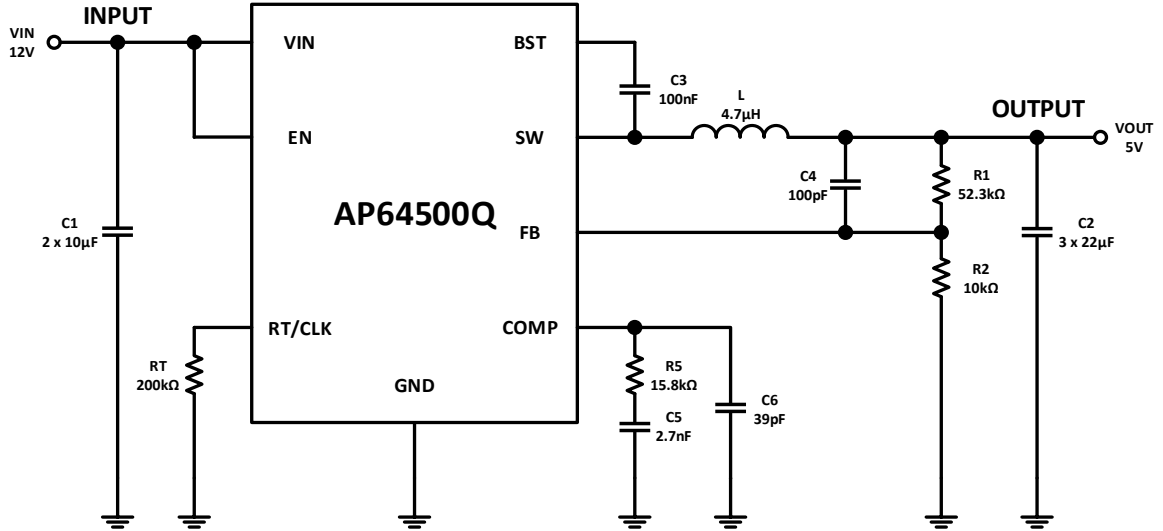 INPUT
VIN
12V
VIN
BST
C3
100nF
L
4.7µH
OUTPUT
VOUT
5V
EN
SW
C4
100pF
R1
52.3kΩ
AP64500Q
C1
2 x 10µF
FB
C2
3 x 22µF
R2
10kΩ
RT/CLK
COMP
RT
200kΩ
GND
R5
15.8kΩ
C5
2.7nF
C6
39pF